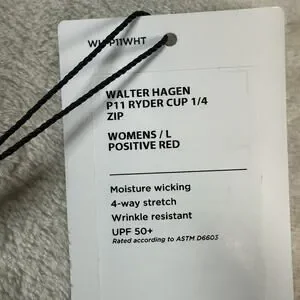 WALTER HAGEN
P11 RYDER CUP 1/4
ZIP
WOMENS / L
POSITIVE RED
Moisture wicking
4-way stretch
Wrinkle resistant
UPF 50+
Rated according to ASTM D6603